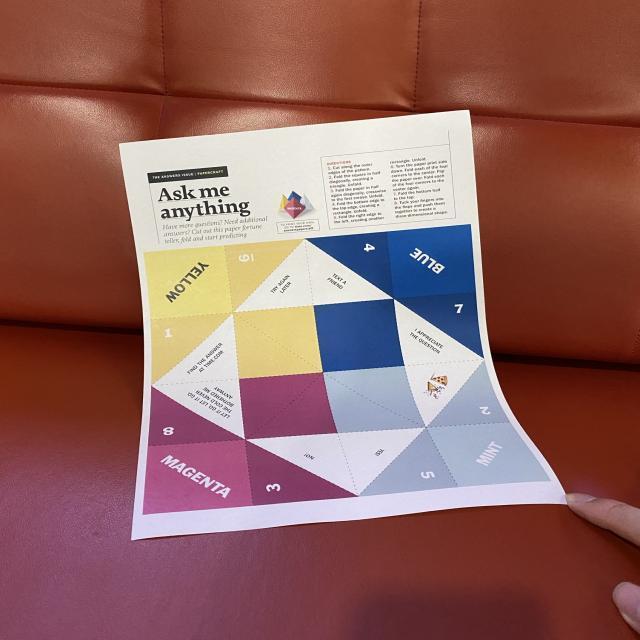 THE ANSWERS ISSUE | PAPERCRAFT
Ask me
anything
Have more questions? Need additional
answers? Cut out this paper fortune
teller, fold and start predicting
DIRECTIONS
1. Cut along the outer
edges of the pattern.
2. Fold the square in half
diagonally, creating a
triangle. Unfold.
3. Fold the paper in half
again diagonally, crosswise
to the first crease. Unfold.
4. Fold the bottom edge to
the top edge, creating a
rectangle. Unfold.
5. Fold the right edge to
the left, creating another
rectangle. Unfold.
6. Turn the paper print side
down. Fold each of the four
corners to the center. Flip
the paper over. Fold each
of the four corners to the
center again.
7. Fold the bottom half
to the top.
8. Tuck your fingers into
the flaps and push them
together to create a
three dimensional shape.
YELLOW
6
TRY AGAIN
LATER
TEXT A
FRIEND
4
BLUE
1
7
FIND THE ANSWER
AT TIME.COM
I APPRECIATE
THE QUESTION
LET IT GO LET IT GO
THE COLD NEVER
BOTHERED ME
ANYWAY
8
2
MAGENTA
3
NO!
YES!
5
MINT